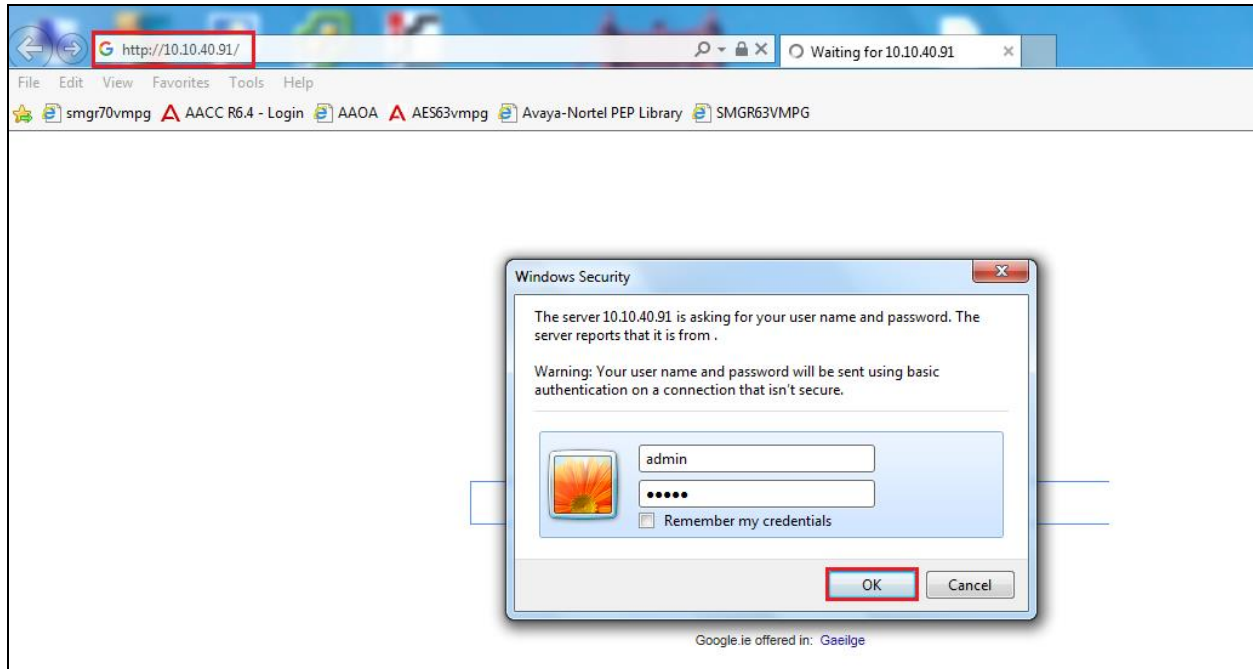 http://10.10.40.91/
Waiting for 10.10.40.91
File Edit View Favorites Tools Help
smgr70vmpg AACC R6.4 - Login AAOA AES63vmpg Avaya-Nortel PEP Library SMGR63VMPG
Windows Security
The server 10.10.40.91 is asking for your user name and password. The
server reports that it is from .
Warning: Your user name and password will be sent using basic
authentication on a connection that isn't secure.
admin
•••••
Remember my credentials
OK Cancel
Google.ie offered in: Gaeilge